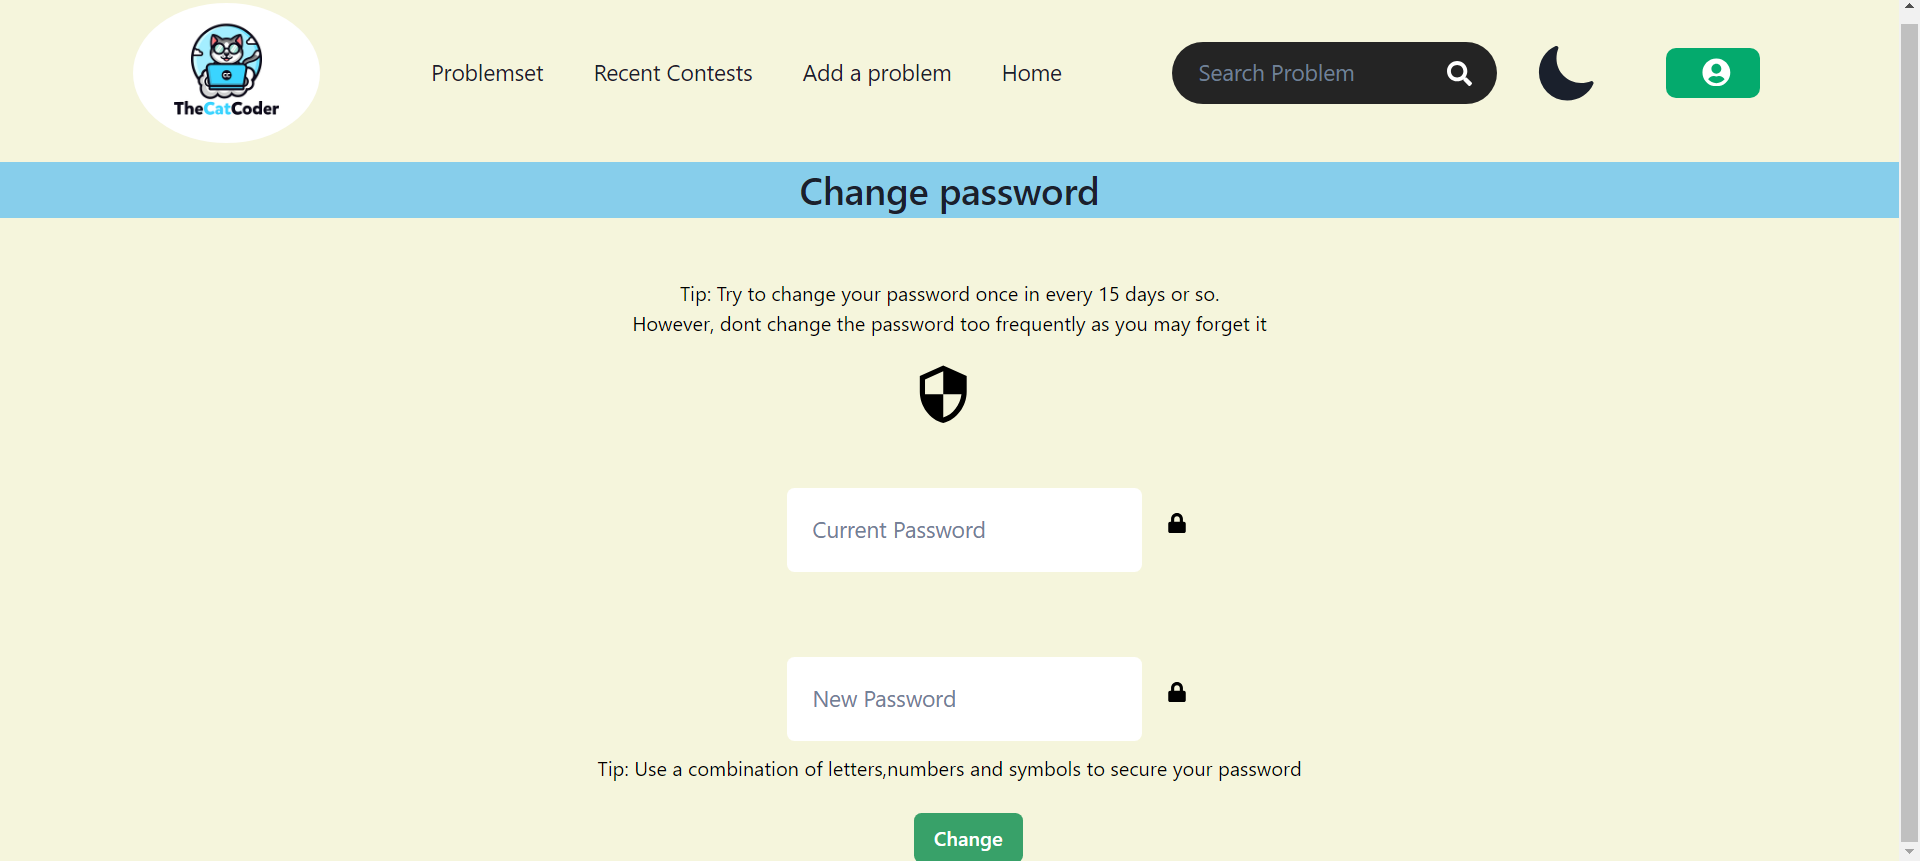 TheCatCoder
Problemset
Recent Contests
Add a problem
Home
Search Problem
Change password
Tip: Try to change your password once in every 15 days or so.
However, dont change the password too frequently as you may forget it
Current Password
New Password
Tip: Use a combination of letters,numbers and symbols to secure your password
Change